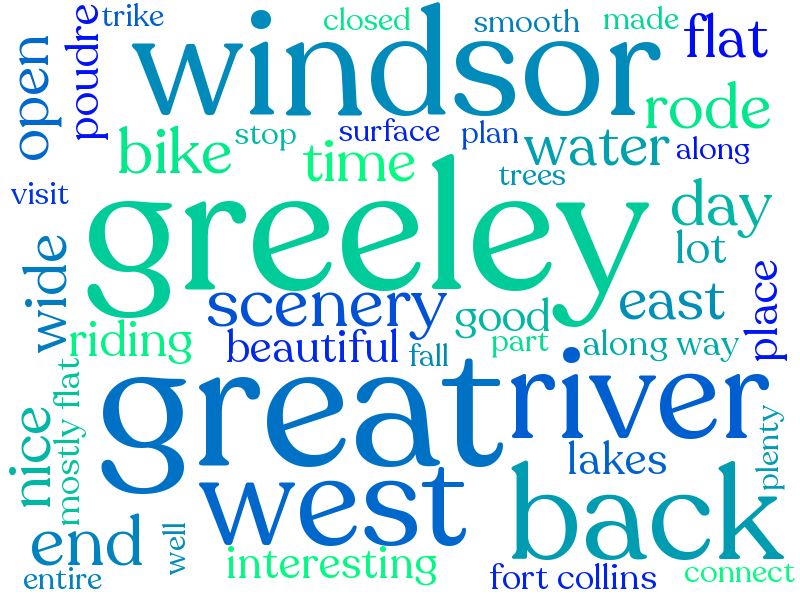 trike
closed
smooth
made
poudre
open
windsor
flat
rode
bike
stop
surface
plan
water
along
time
trees
visit
greeley
day
lot
wide
scenery
good
east
place
riding
beautiful
fall
part
along way
mostly flat
nice
great
river
lakes
plenty
west
back
end
well
interesting
entire
fort collins
connect